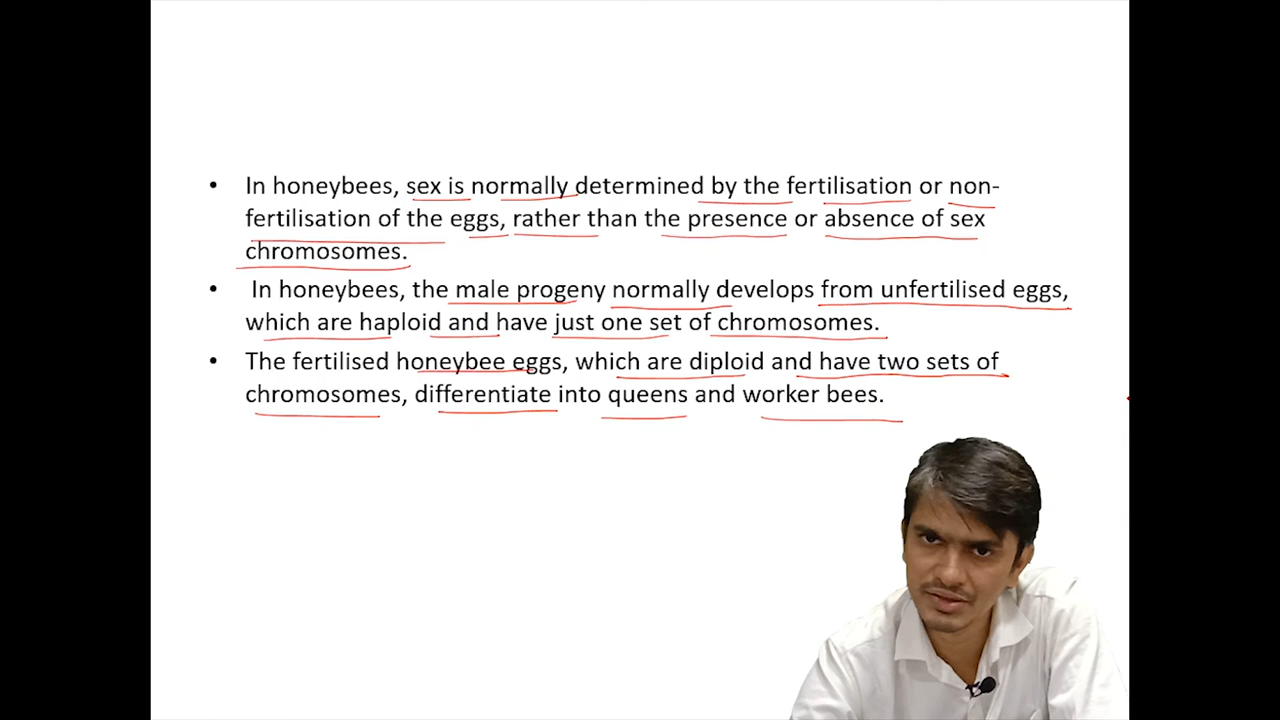 • In honeybees, sex is normally determined by the fertilisation or non-
fertilisation of the eggs, rather than the presence or absence of sex
chromosomes.
• In honeybees, the male progeny normally develops from unfertilised eggs,
which are haploid and have just one set of chromosomes.
• The fertilised honeybee eggs, which are diploid and have two sets of
chromosomes, differentiate into queens and worker bees.